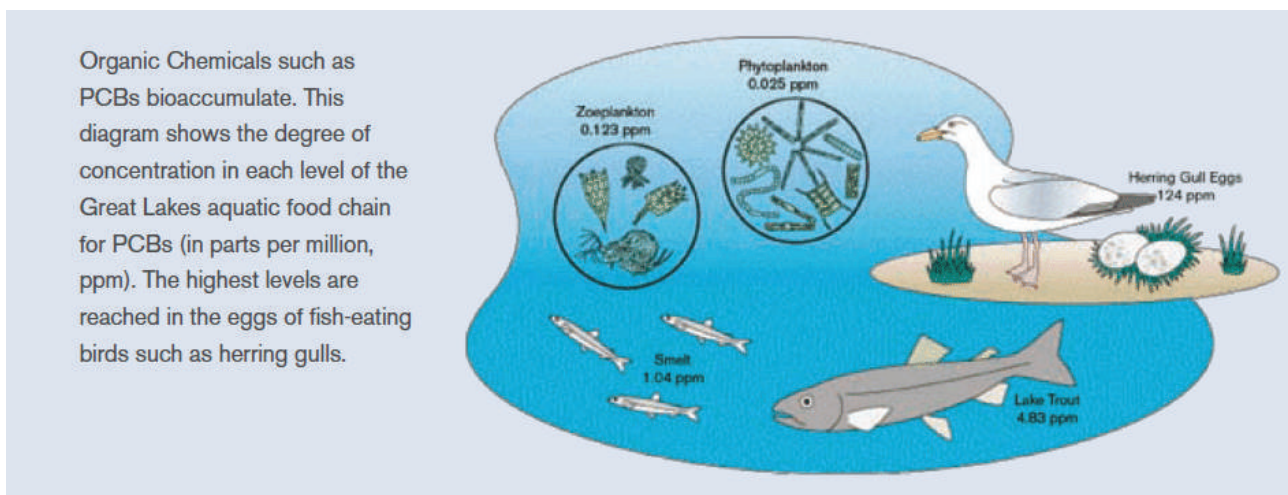 Organic Chemicals such as
PCBs bioaccumulate. This
diagram shows the degree of
concentration in each level of the
Great Lakes aquatic food chain
for PCBs (in parts per million,
ppm). The highest levels are
reached in the eggs of fish-eating
birds such as herring gulls.
Phytoplankton
0.025 ppm
Zoeplankton
0.123 ppm
Herring Gull Eggs
124 ppm
Smelt
1.04 ppm
Lake Trout
4.83 ppm